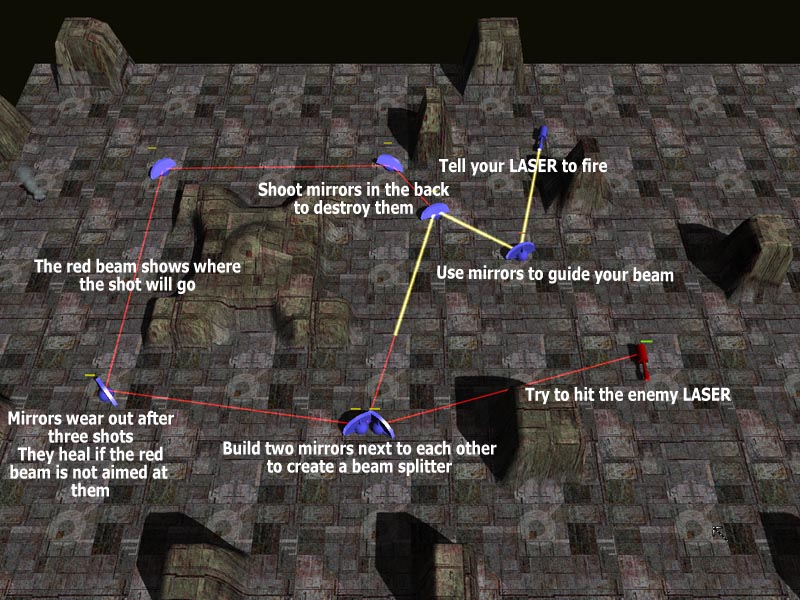 Tell your LASER to fire
Shoot mirrors in the back
to destroy them
The red beam shows where
the shot will go
Use mirrors to guide your beam
Try to hit the enemy LASER
Mirrors wear out after
three shots
They heal if the red
beam is not aimed at
them
Build two mirrors next to each other
to create a beam splitter